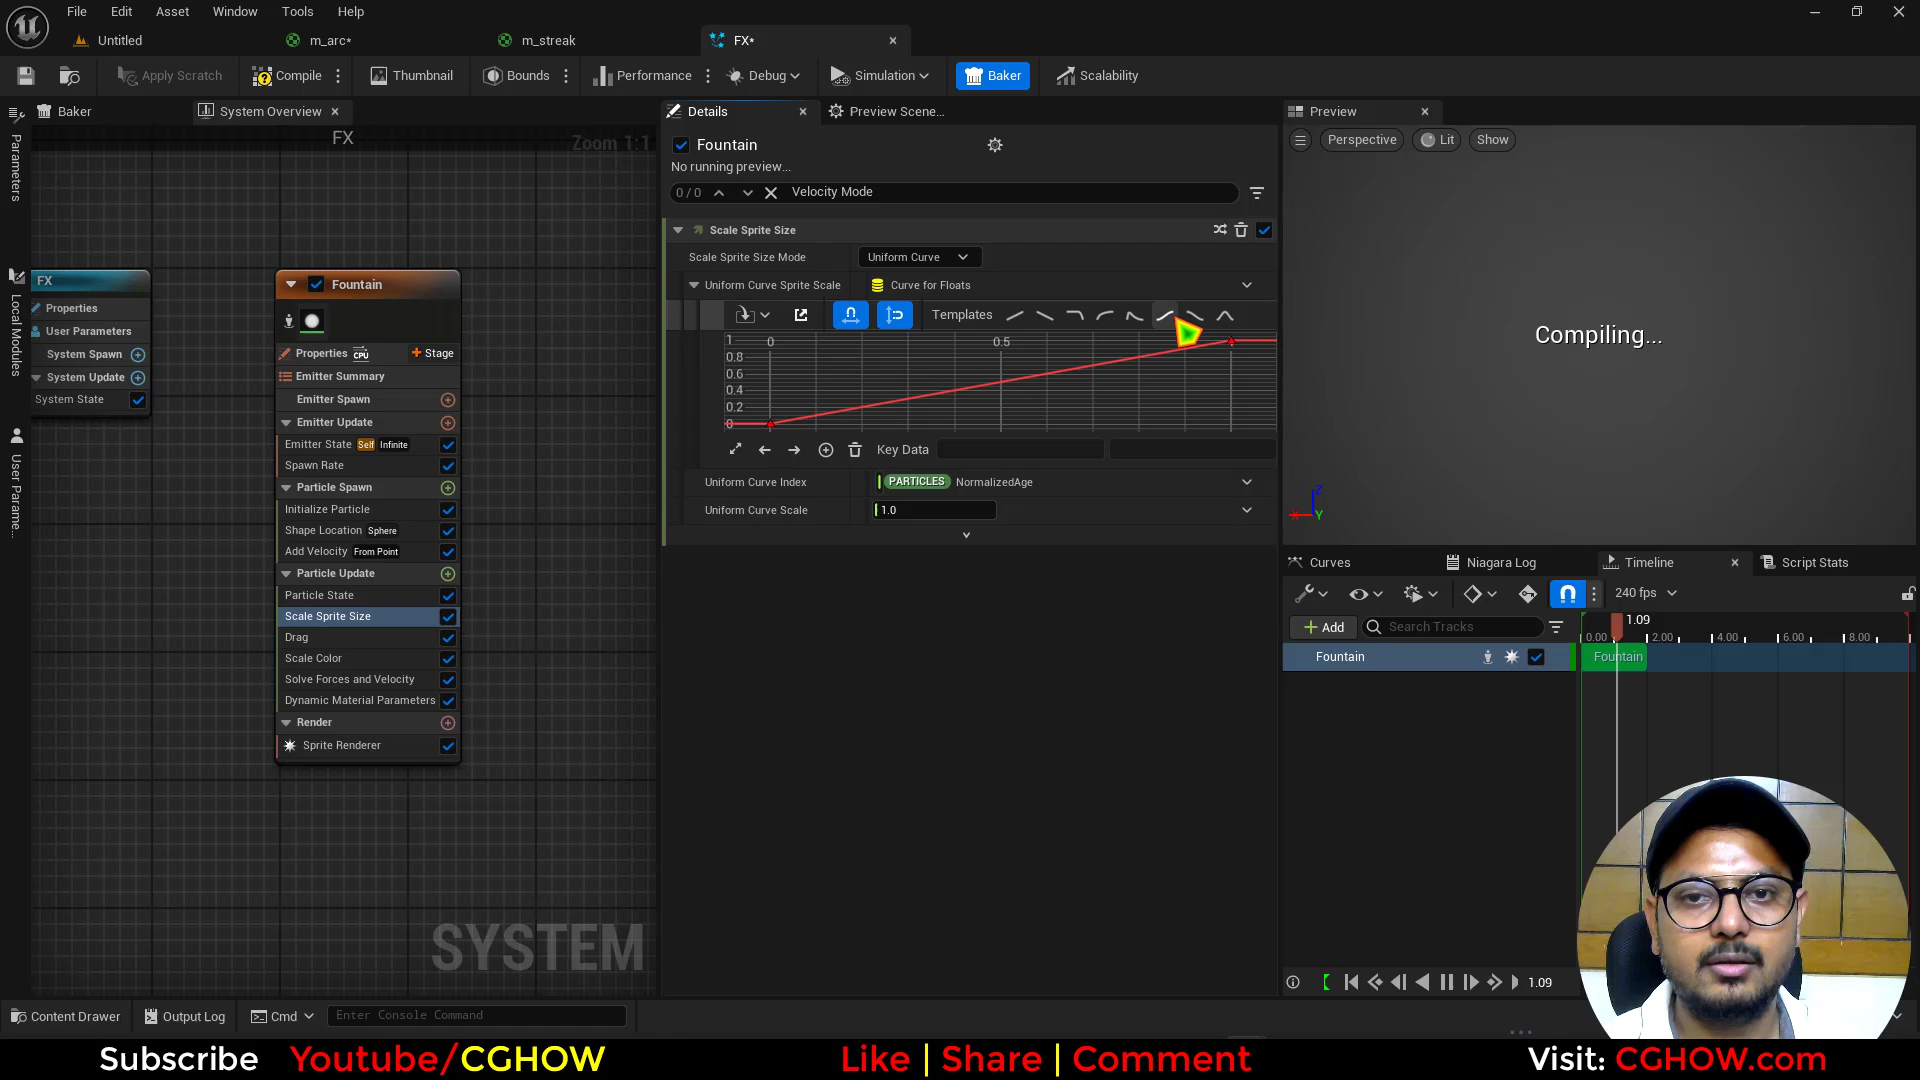 File Edit Asset Window Tools Help
Untitled m_arc* m_streak FX*
Apply Scratch Compile Thumbnail Bounds Performance Debug Simulation Baker Scalability
Baker System Overview
FX
Zoom 1:1
Parameters
Local Modules
User Parame...
FX
Properties
User Parameters
System Spawn
System Update
System State
Fountain
Properties CPU Stage
Emitter Summary
Emitter Spawn
Emitter Update
Emitter State Self Infinite
Spawn Rate
Particle Spawn
Initialize Particle
Shape Location Sphere
Add Velocity From Point
Particle Update
Particle State
Scale Sprite Size
Drag
Scale Color
Solve Forces and Velocity
Dynamic Material Parameters
Render
Sprite Renderer
SYSTEM
Details Preview Scene...
Fountain
No running preview...
0 / 0 Velocity Mode
Scale Sprite Size
Scale Sprite Size Mode Uniform Curve
Uniform Curve Sprite Scale Curve for Floats
Templates
1 0 0.5
0.8
0.6
0.4
0.2
0
Key Data
Uniform Curve Index PARTICLES NormalizedAge
Uniform Curve Scale 1.0
Preview
Perspective Lit Show
Compiling...
Z
X Y
Curves Niagara Log Timeline Script Stats
240 fps
+ Add Search Tracks
1.09
0.00 2.00 4.00 6.00 8.00
Fountain Fountain
1.09
Content Drawer Output Log Cmd Enter Console Command
Subscribe Youtube/CGHOW Like | Share | Comment Visit: CGHOW.com